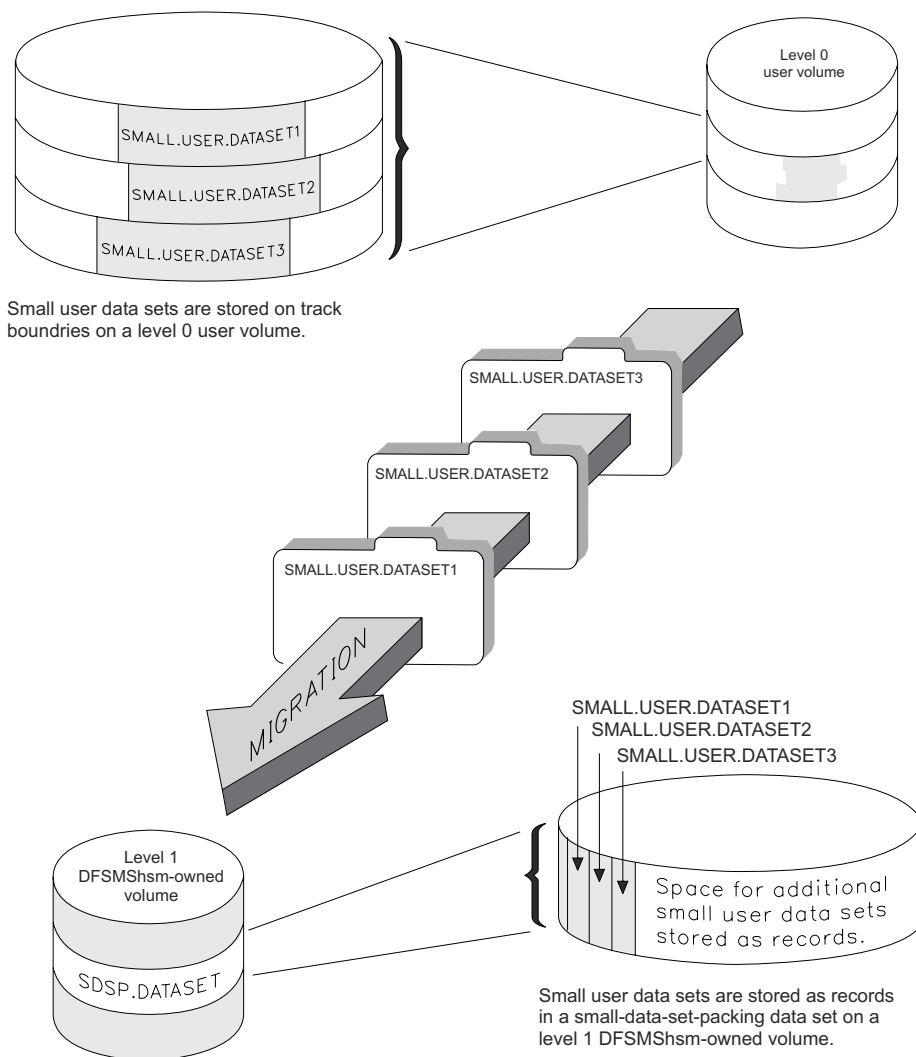 Level 0
user volume
SMALL.USER.DATASET1
SMALL.USER.DATASET2
SMALL.USER.DATASET3
Small user data sets are stored on track
boundries on a level 0 user volume.
SMALL.USER.DATASET3
SMALL.USER.DATASET2
SMALL.USER.DATASET1
MIGRATION
SMALL.USER.DATASET1
SMALL.USER.DATASET2
SMALL.USER.DATASET3
Level 1
DFSMShsm-owned
volume
SDSP.DATASET
Space for additional
small user data sets
stored as records.
Small user data sets are stored as records
in a small-data-set-packing data set on a
level 1 DFSMShsm-owned volume.